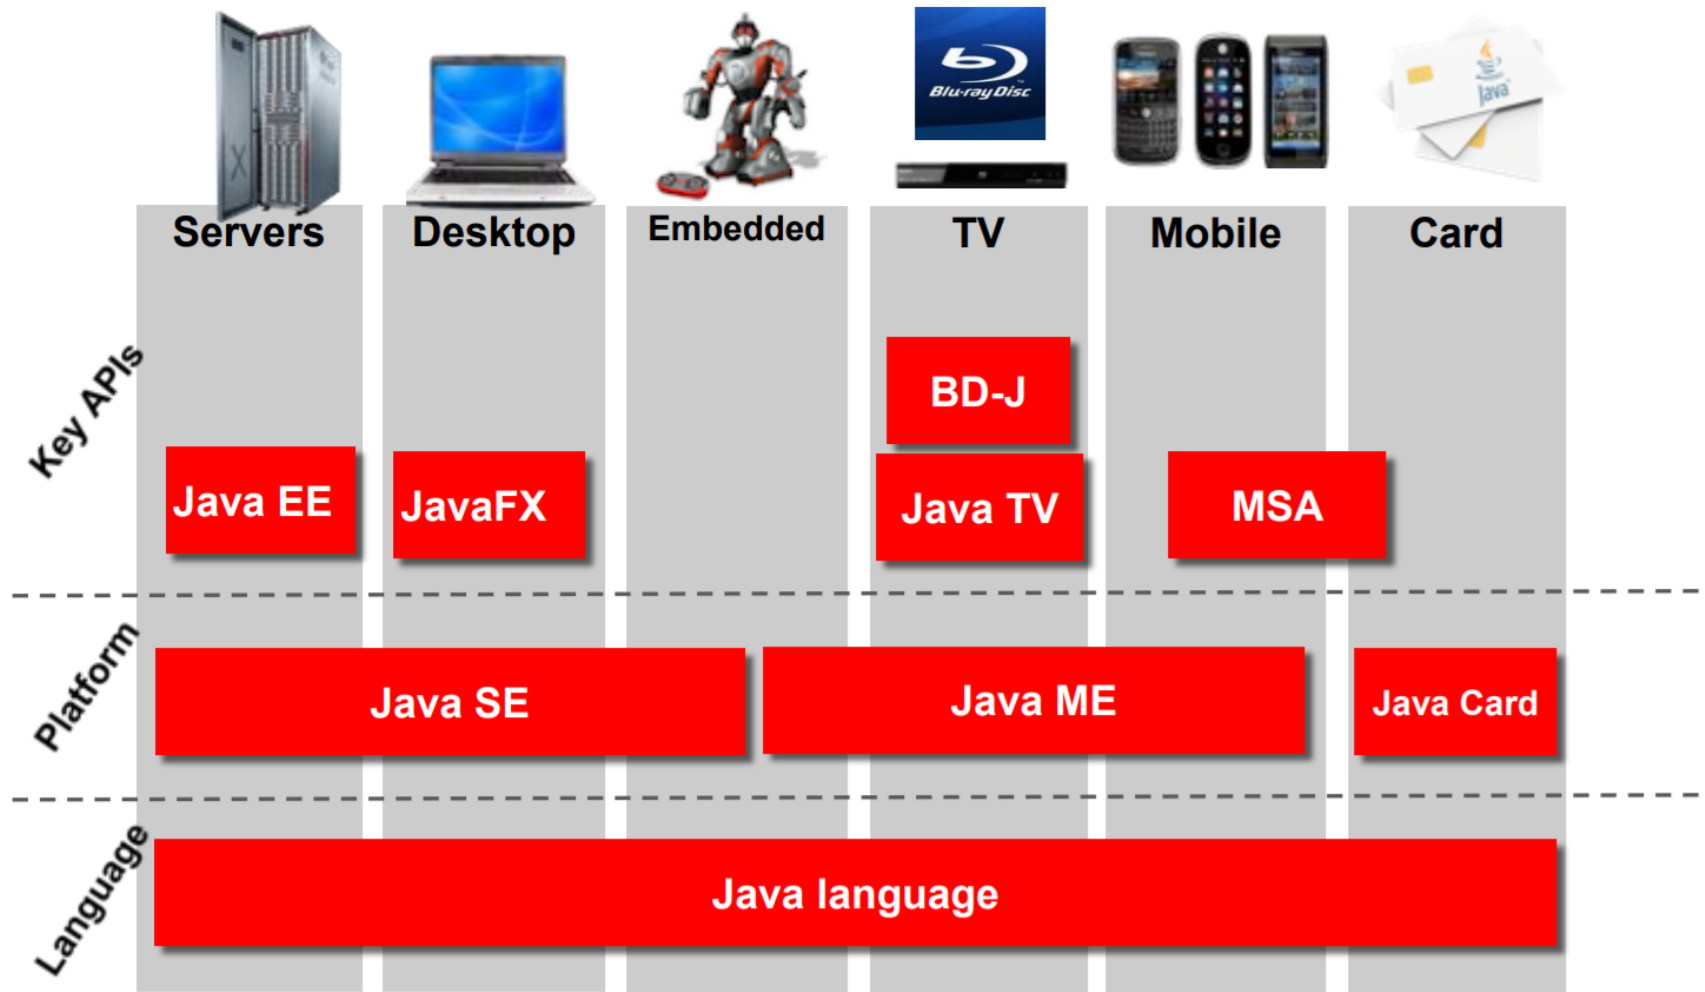 Blu-ray Disc
Java
Servers
Desktop
Embedded
TV
Mobile
Card
Key APIs
BD-J
Java EE
JavaFX
Java TV
MSA
Platform
Java SE
Java ME
Java Card
Language
Java language